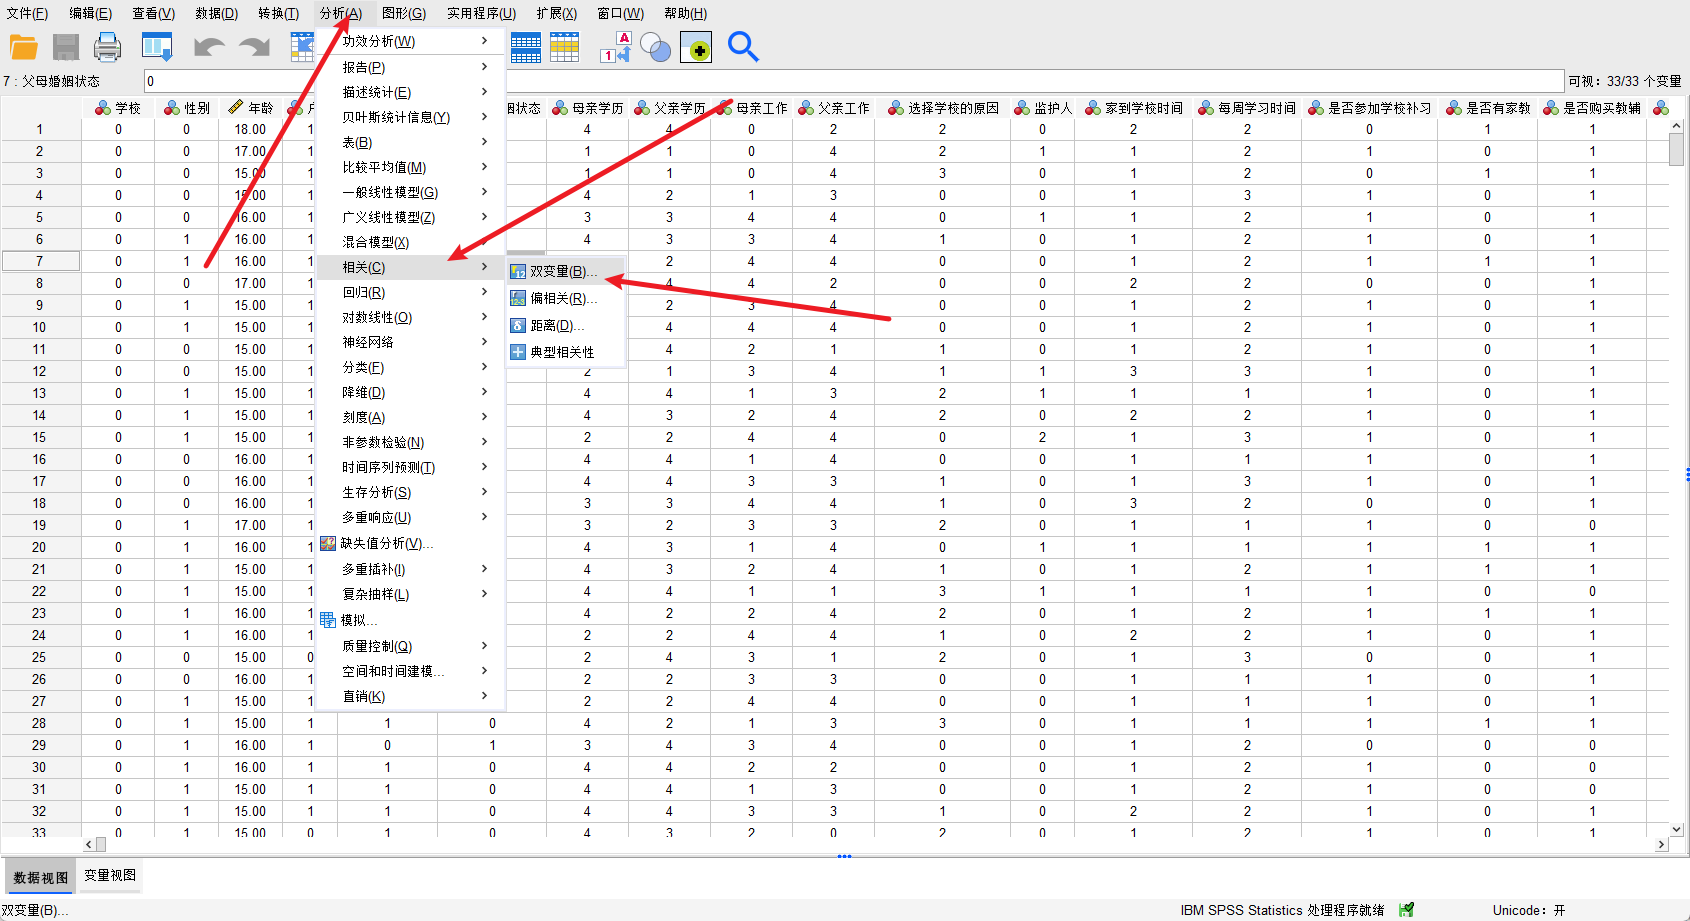 文件(F) 编辑(E) 查看(V) 数据(D) 转换(T) 分析(A) 图形(G) 实用程序(U) 扩展(X) 窗口(W) 帮助(H)
7 : 父母婚姻状态 0 可视: 33/33 个变量
学校 性别 年龄 状态 母亲学历 父亲学历 母亲工作 父亲工作 选择学校的原因 监护人 家到学校时间 每周学习时间 是否参加学校补习 是否有家教 是否购买教辅
1 0 0 18.00 1 4 4 0 2 2 0 2 2 0 1 1
2 0 0 17.00 1 1 1 0 4 2 1 1 2 1 0 1
3 0 0 15.00 1 1 1 0 4 3 0 1 2 0 1 1
4 0 0 15.00 1 4 2 1 3 0 0 1 3 1 0 1
5 0 0 16.00 1 3 3 4 4 0 1 1 2 1 0 1
6 0 1 16.00 1 4 3 3 4 1 0 1 2 1 0 1
7 0 1 16.00 1 2 4 4 0 0 1 2 1 1 1
8 0 0 17.00 1 4 4 2 0 0 2 2 0 0 1
9 0 1 15.00 1 2 3 4 0 0 1 2 1 0 1
10 0 1 15.00 1 4 4 4 0 0 1 2 1 0 1
11 0 0 15.00 1 4 2 1 1 0 1 2 1 0 1
12 0 0 15.00 1 2 1 3 4 1 1 3 3 1 0 1
13 0 1 15.00 1 4 4 1 3 2 1 1 1 1 0 1
14 0 1 15.00 1 4 3 2 4 2 0 2 2 1 0 1
15 0 1 15.00 1 2 2 4 4 0 2 1 3 1 0 1
16 0 0 16.00 1 4 4 1 4 0 0 1 1 1 0 1
17 0 0 16.00 1 4 4 3 3 1 0 1 3 1 0 1
18 0 0 16.00 1 3 3 4 4 1 0 3 2 0 0 1
19 0 1 17.00 1 3 2 3 3 2 0 1 1 1 0 0
20 0 1 16.00 1 4 3 1 4 0 1 1 1 1 1 1
21 0 1 15.00 1 4 3 2 4 1 0 1 2 1 1 1
22 0 1 15.00 1 4 4 1 1 3 1 1 1 1 0 0
23 0 1 16.00 1 4 2 2 4 2 0 1 2 1 1 1
24 0 1 16.00 1 2 2 4 4 1 0 2 2 1 0 1
25 0 0 15.00 0 2 4 3 1 2 0 1 3 0 0 1
26 0 0 16.00 1 2 2 3 3 0 0 1 2 1 0 1
27 0 1 15.00 1 2 2 4 4 0 0 1 1 1 0 1
28 0 1 15.00 1 1 0 4 2 1 3 3 0 1 1 1 1 1
29 0 1 16.00 1 0 1 3 4 3 4 0 0 1 2 0 0 0
30 0 1 16.00 1 1 0 4 4 2 2 0 0 1 2 1 0 0
31 0 1 15.00 1 1 0 4 4 1 3 0 0 1 2 1 0 0
32 0 1 15.00 1 1 0 4 4 3 3 1 0 2 2 1 0 1
33 0 1 15.00 0 1 0 4 3 2 0 2 0 1 1 1 0 1
功效分析(W)
报告(P)
描述统计(E)
贝叶斯统计信息(Y)
表(B)
比较平均值(M)
一般线性模型(G)
广义线性模型(Z)
混合模型(X)
相关(C)
回归(R)
对数线性(O)
神经网络
分类(F)
降维(D)
刻度(A)
非参数检验(N)
时间序列预测(T)
生存分析(S)
多重响应(U)
缺失值分析(V)...
多重插补(I)
复杂抽样(L)
模拟...
质量控制(Q)
空间和时间建模...
直销(K)
双变量(B)...
偏相关(R)...
距离(D)...
典型相关性
数据视图 变量视图
双变量(B)... IBM SPSS Statistics 处理程序就绪 Unicode: 开